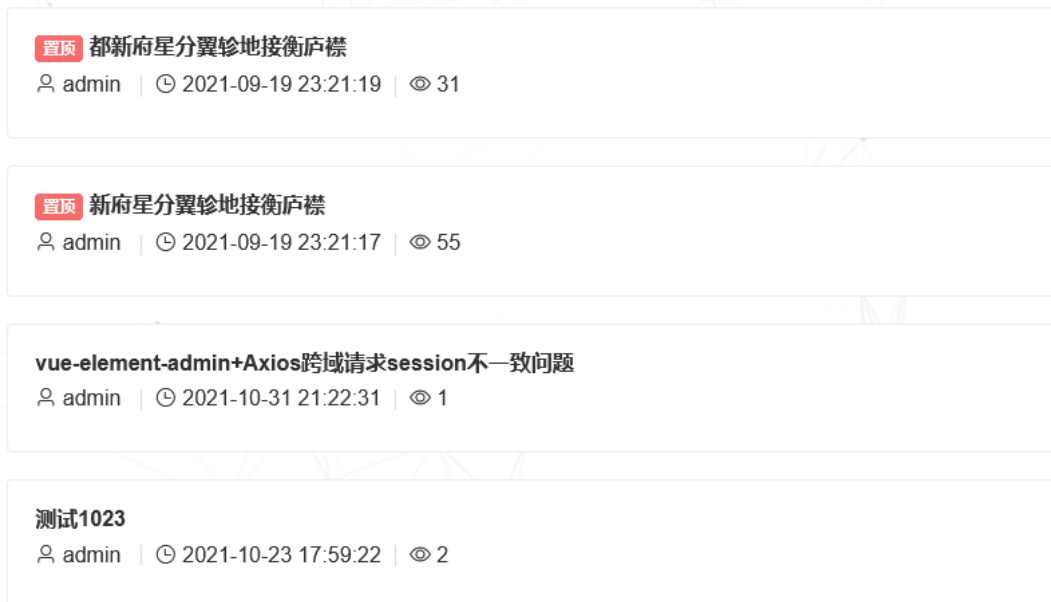 置顶 都新府星分翼轸地接衡庐襟
admin 2021-09-19 23:21:19 31
置顶 新府星分翼轸地接衡庐襟
admin 2021-09-19 23:21:17 55
vue-element-admin+Axios跨域请求session不一致问题
admin 2021-10-31 21:22:31 1
测试1023
admin 2021-10-23 17:59:22 2